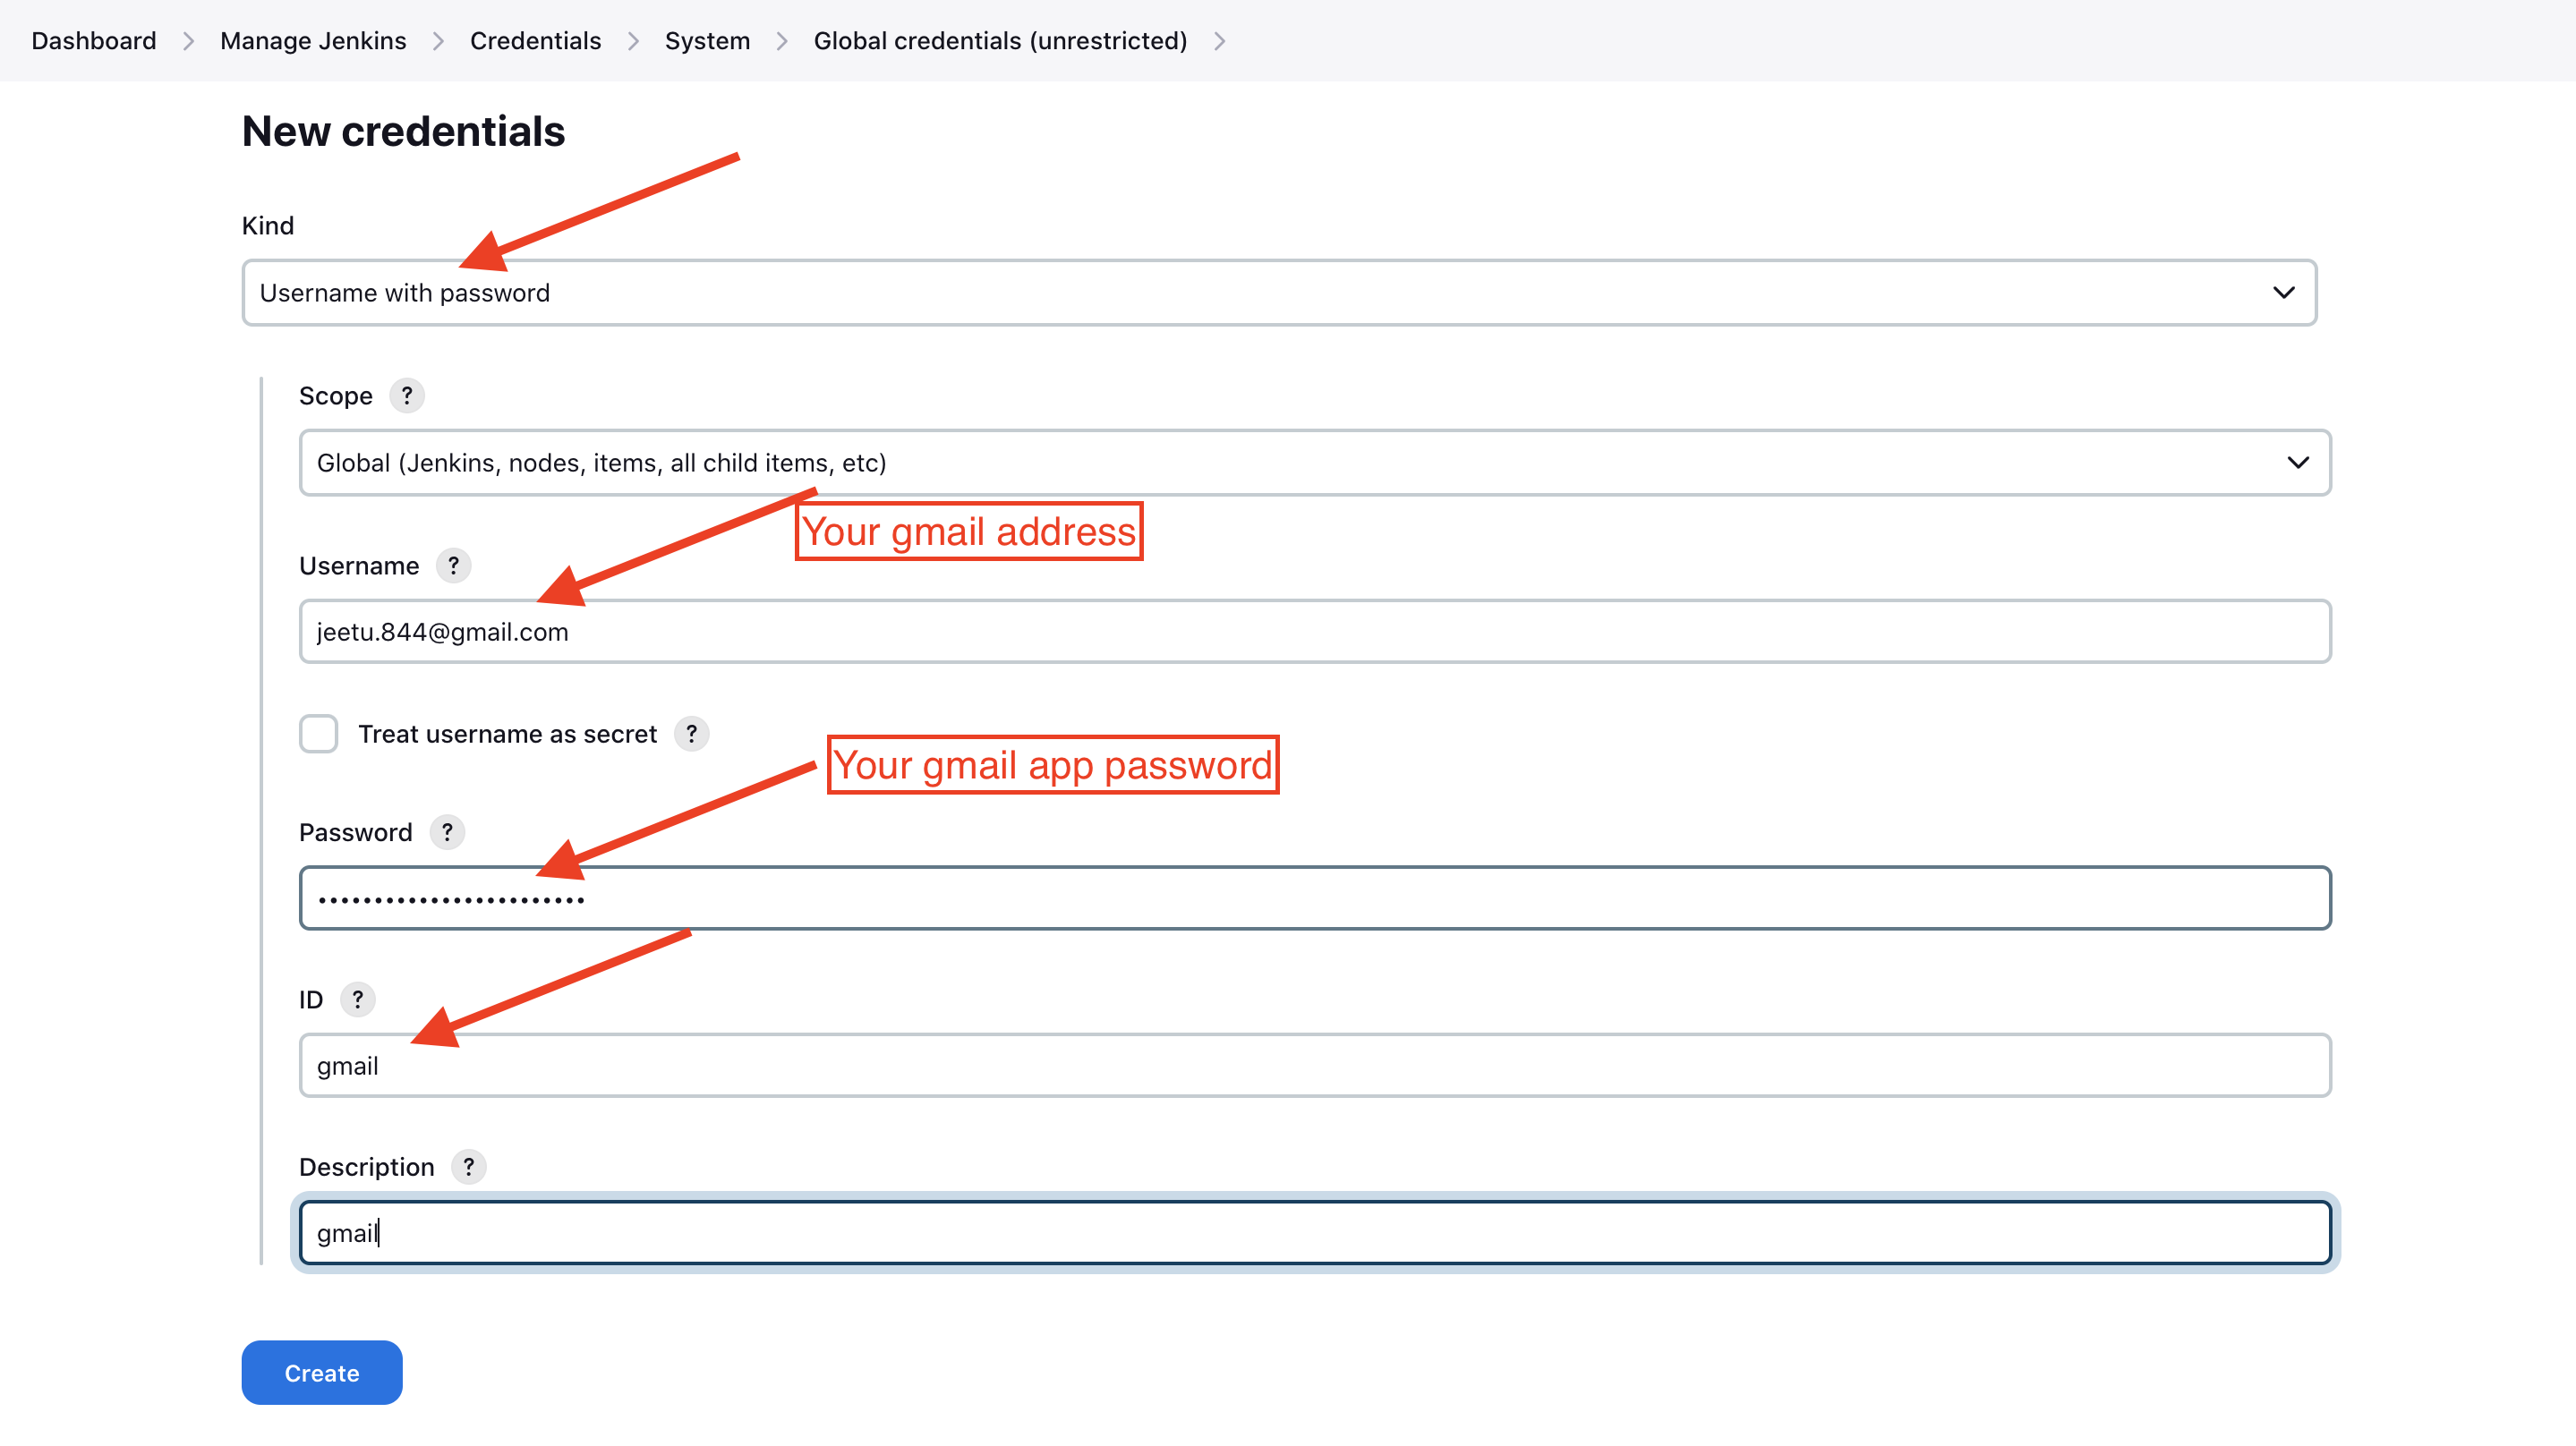 Dashboard > Manage Jenkins > Credentials > System > Global credentials (unrestricted) >
New credentials
Kind
Username with password
Scope ?
Global (Jenkins, nodes, items, all child items, etc)
Your gmail address
Username ?
jeetu.844@gmail.com
Treat username as secret ?
Your gmail app password
Password ?
••••••••••••••••••••••••
ID ?
gmail
Description ?
gmail
Create